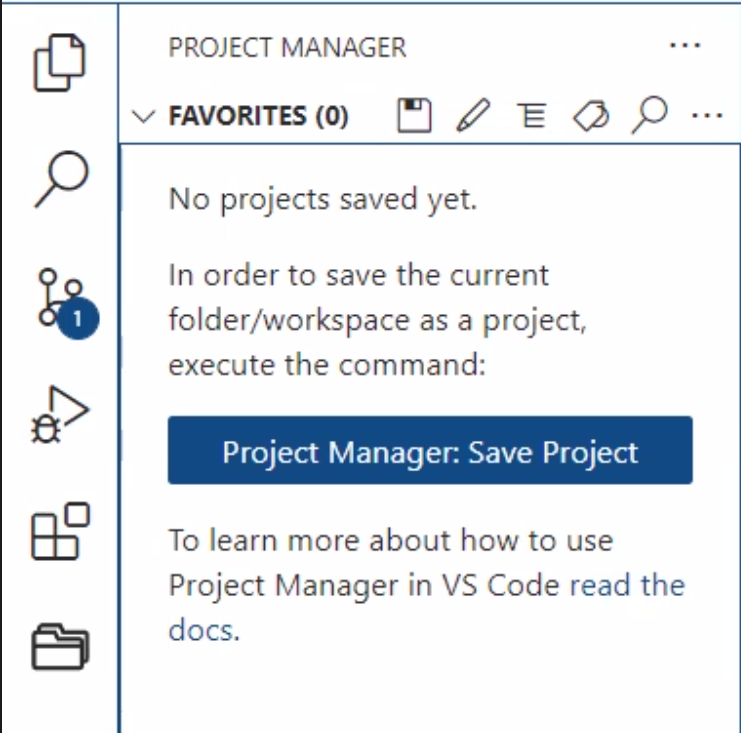 PROJECT MANAGER
FAVORITES (0)
No projects saved yet.
In order to save the current
folder/workspace as a project,
execute the command:
1
Project Manager: Save Project
To learn more about how to use
Project Manager in VS Code read the
docs.